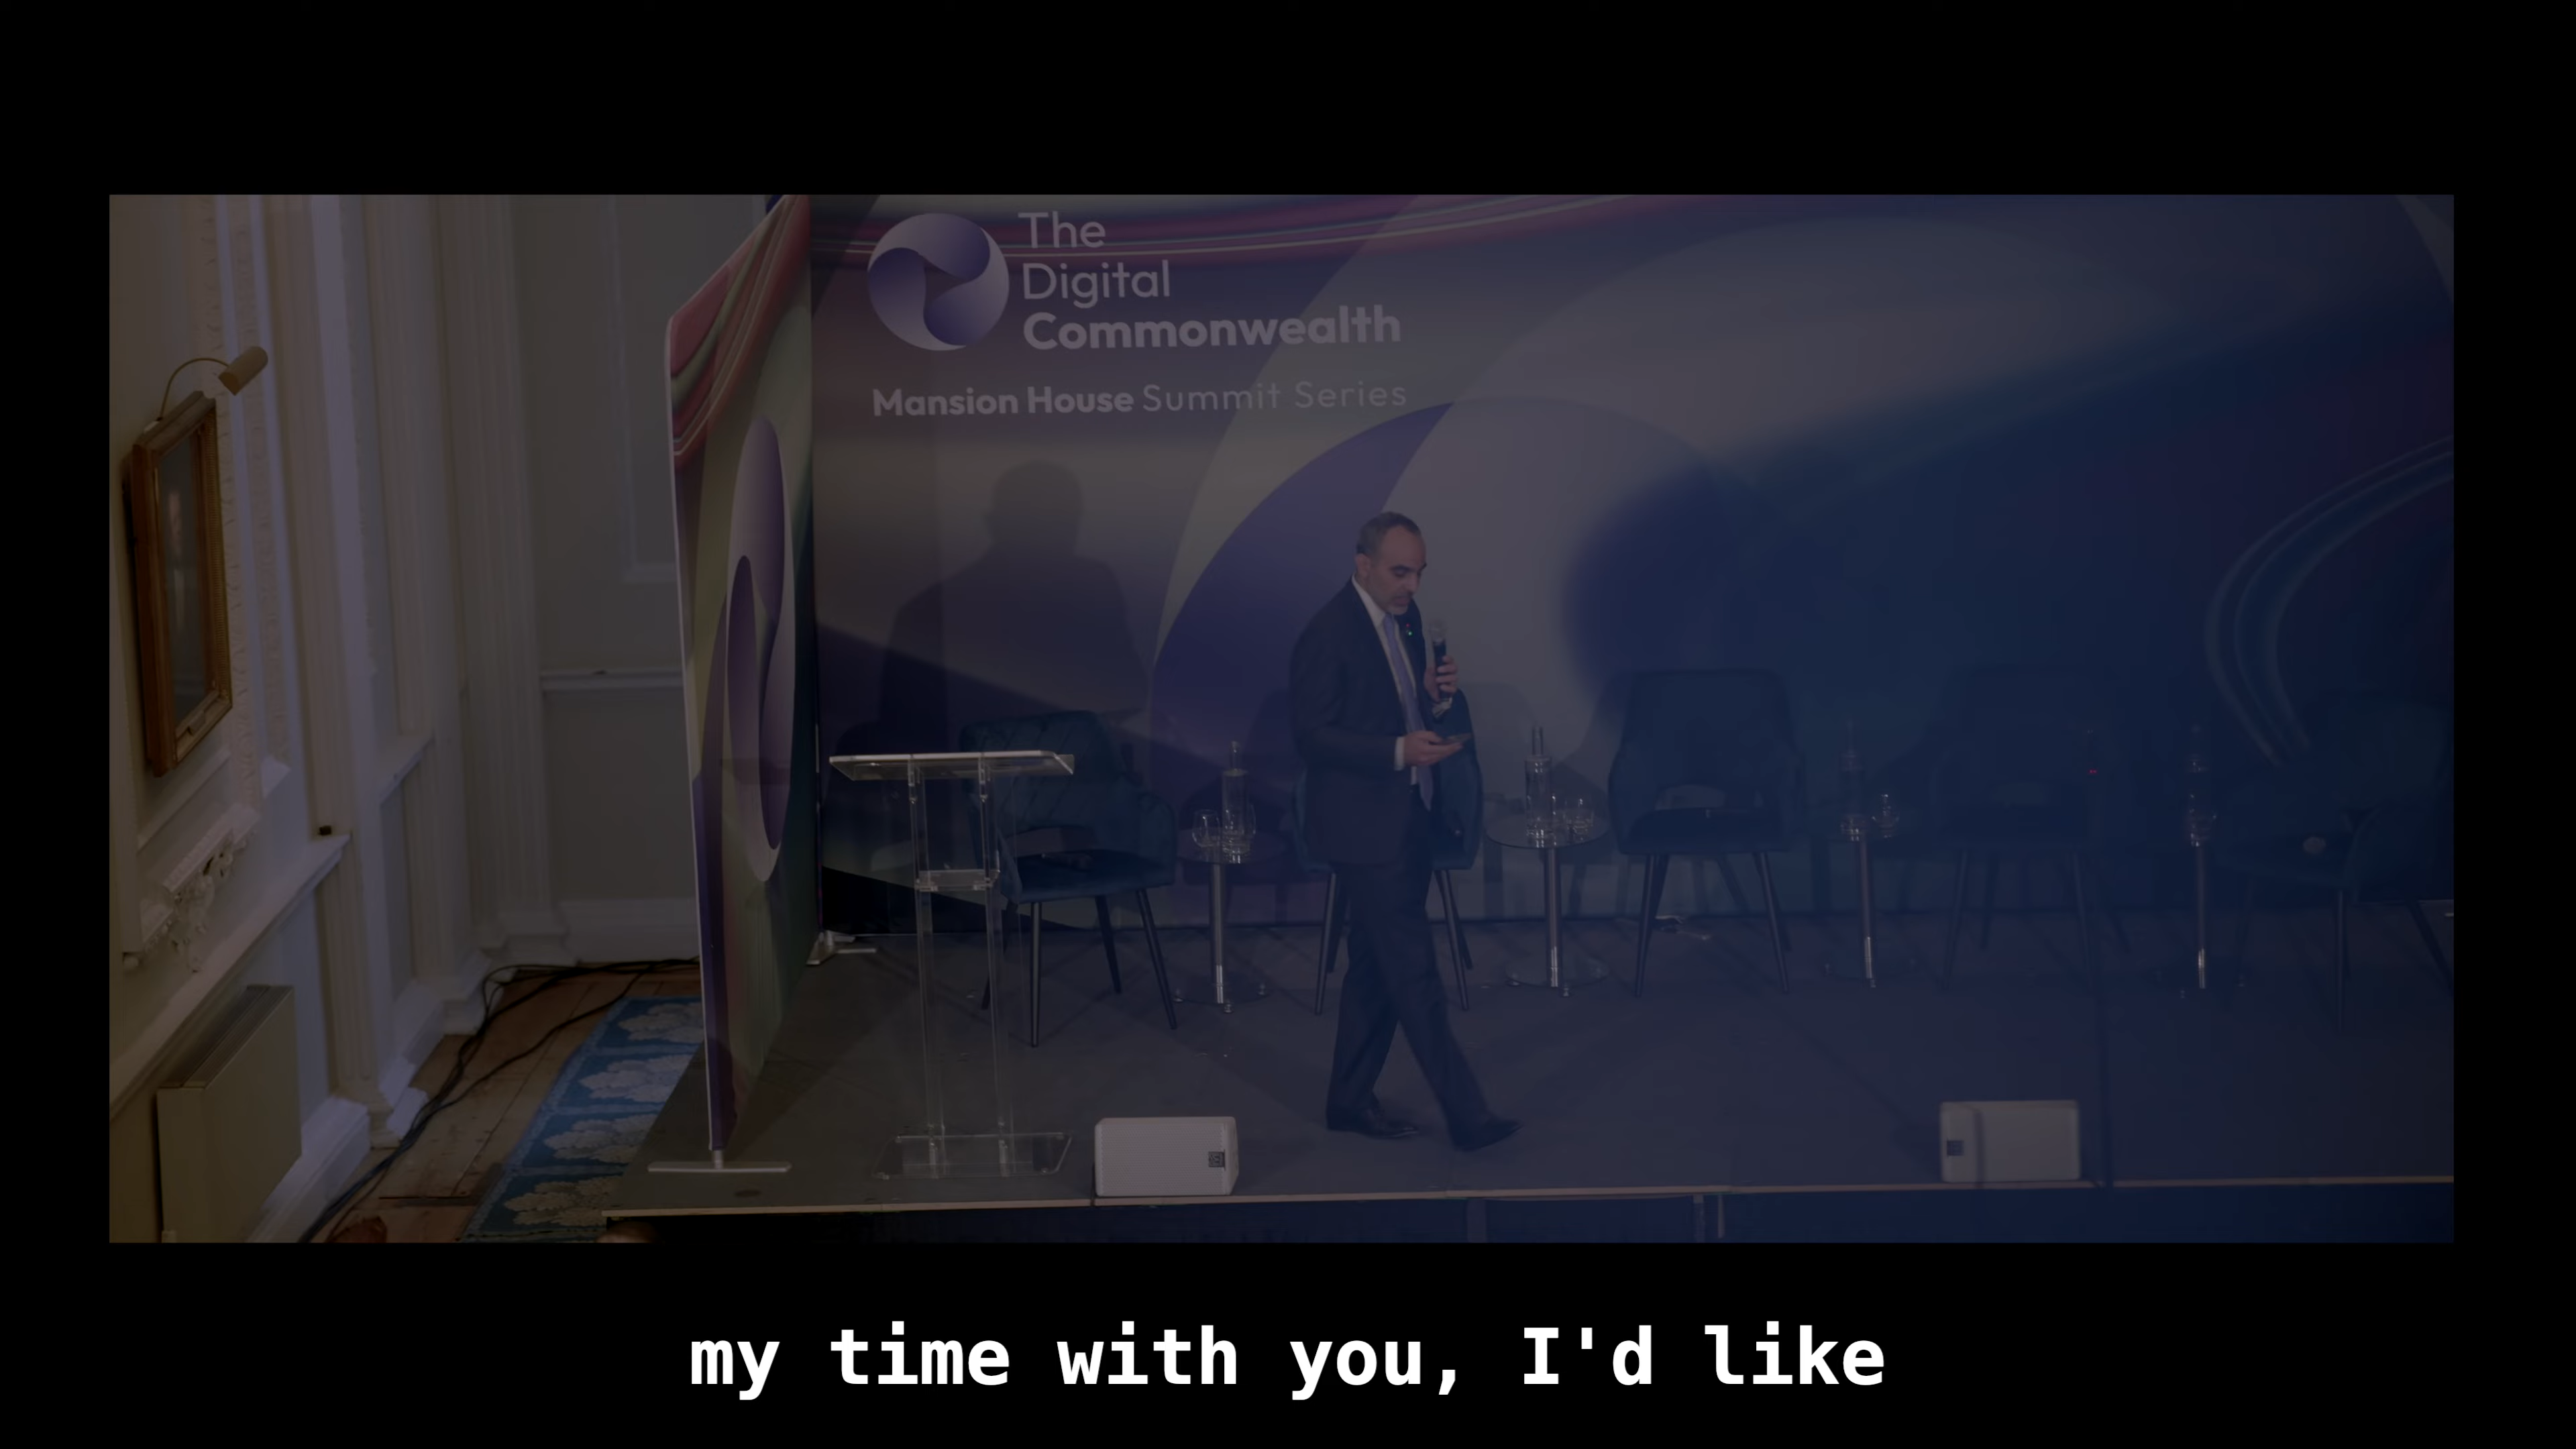 The
Digital
Commonwealth
Mansion House Summit Series
my time with you, I'd like